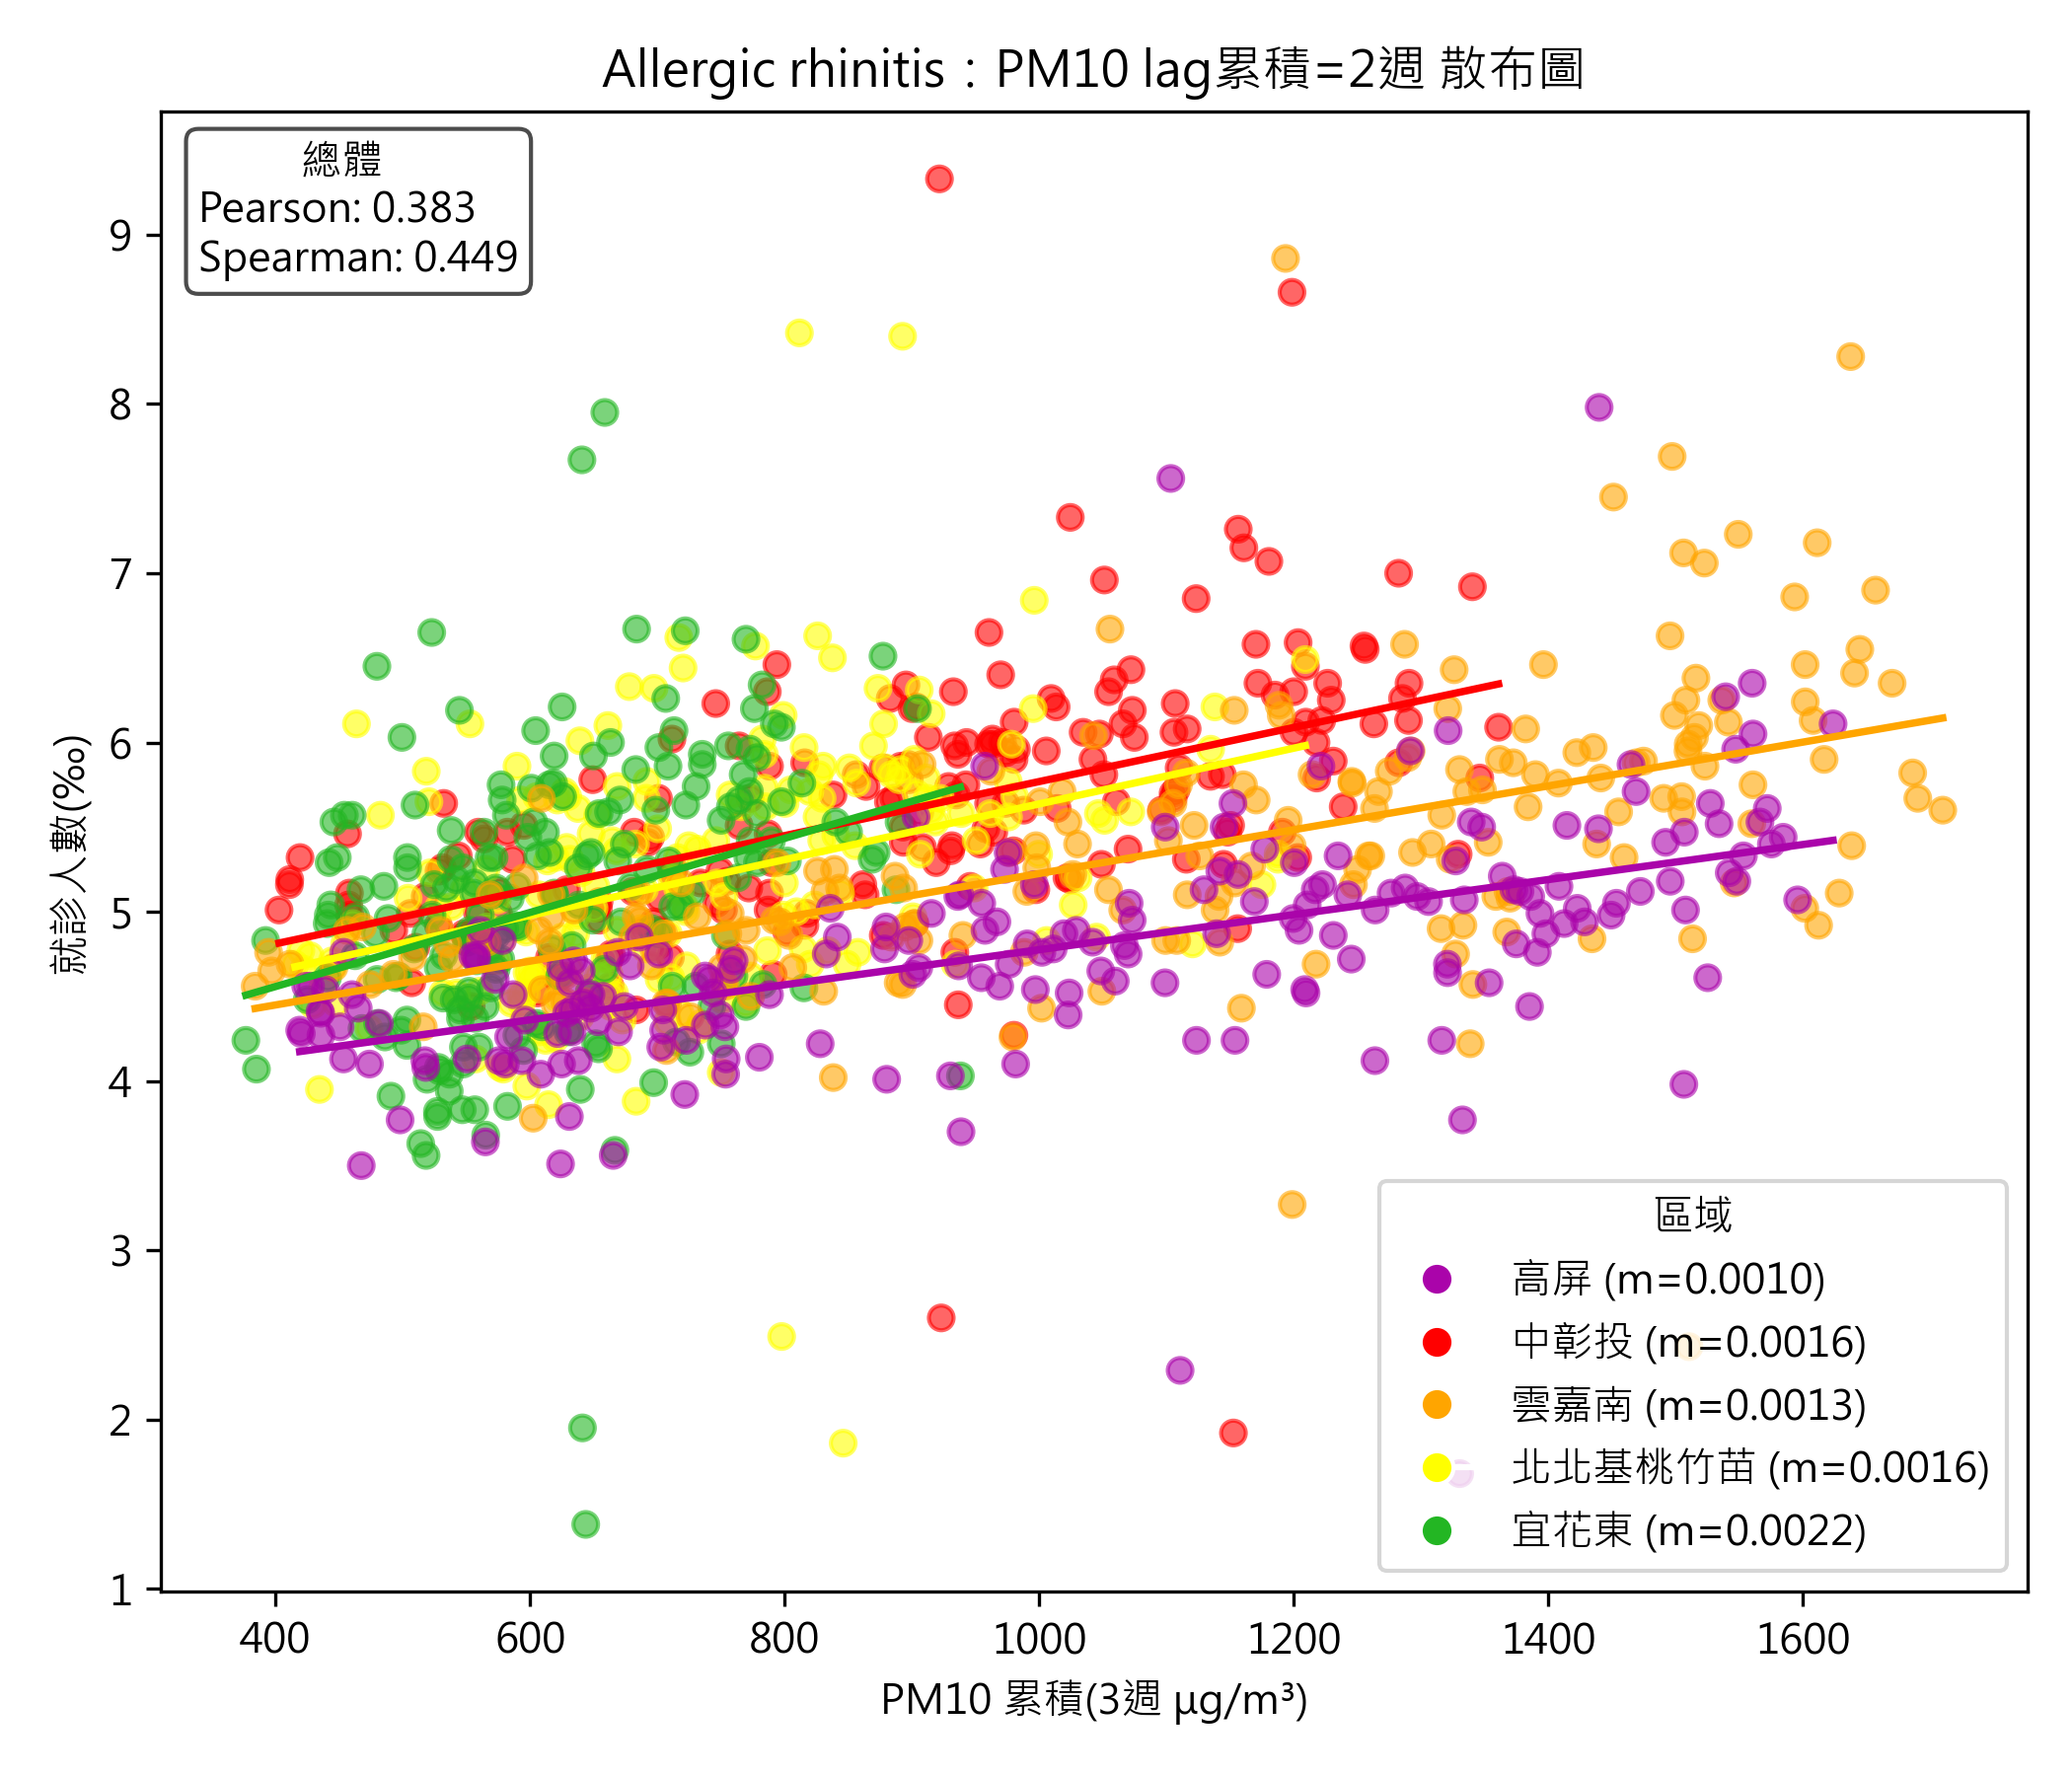 Allergic rhinitis：PM10 lag累積=2週 散布圖
總體
Pearson: 0.383
Spearman: 0.449
就診人數(‰)
9
8
7
6
5
4
3
2
1
400 600 800 1000 1200 1400 1600
PM10 累積(3週 μg/m³)
區域
高屏 (m=0.0010)
中彰投 (m=0.0016)
雲嘉南 (m=0.0013)
北北基桃竹苗 (m=0.0016)
宜花東 (m=0.0022)